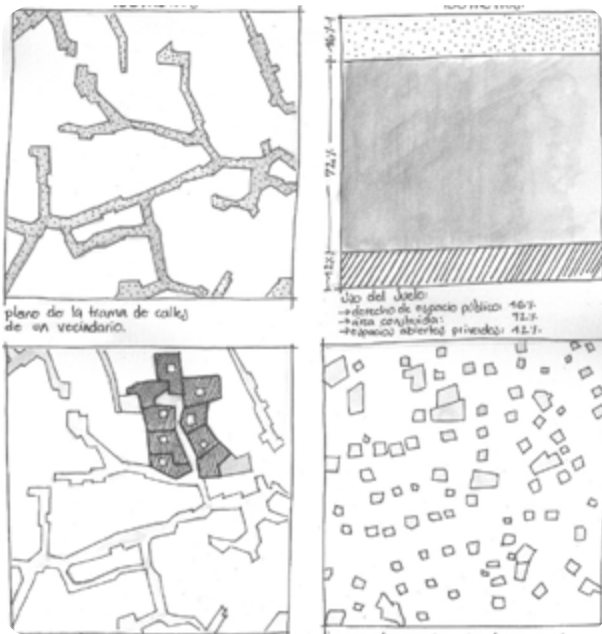 16%
72%
12%
plano de la trama de calles
de un vecindario.
Uso del suelo:
→derecho de espacio público: 16%
→área construida: 72%
→espacios abiertos privados: 12%